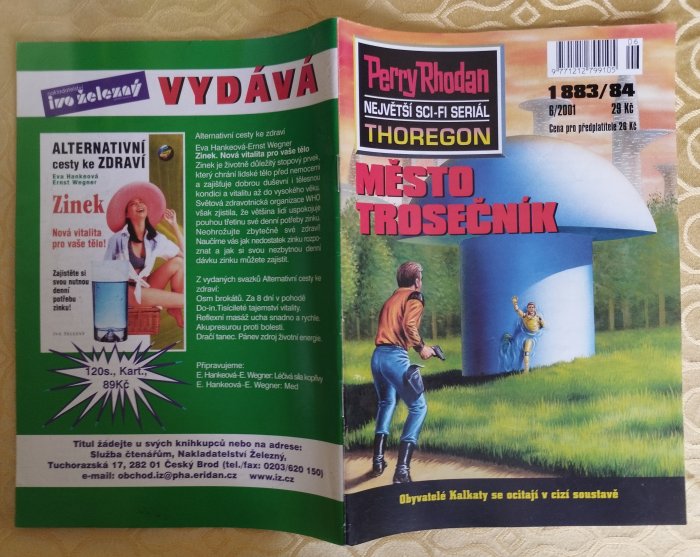 nakladatelství
ivo železný
VYDÁVÁ
ALTERNATIVNÍ
cesty ke ZDRAVÍ
Eva Hankeová
Ernst Wegner
Zinek
Nová vitalita
pro vaše tělo!
Zajistěte si
svou nutnou
denní
potřebu
zinku!
IVO ŽELEZNÝ
120s., Kart.,
89Kč
Alternativní cesty ke zdraví
Eva Hankeová-Ernst Wegner
Zinek. Nová vitalita pro vaše tělo
Zinek je životně důležitý stopový prvek,
který chrání lidské tělo před nemocemi
a zajišťuje dobrou duševní i tělesnou
kondici a vitalitu až do vysokého věku.
Světová zdravotnická organizace WHO
však zjistila, že většina lidí uspokojuje
pouhou třetinu své denní potřeby zinku.
Neohrožujte zbytečně své zdraví!
Naučíme vás jak nedostatek zinku rozpo-
znat a jak si svou nezbytnou denní
dávku zinku můžete zajistit.
Z vydaných svazků Alternativní cesty ke
zdraví:
Osm brokátů. Za 8 dní v pohodě
Do-in.Tisícileté tajemství vitality.
Reflexní masáž ucha snadno a rychle.
Akupresurou proti bolesti.
Dračí tanec. Pánev zdroj životní energie.
Připravujeme:
E. Hankeová-E. Wegner: Léčivá síla kopřivy
E. Hankeová-E. Wegner: Med
Titul žádejte u svých knihkupců nebo na adrese:
Služba čtenářům, Nakladatelství Železný,
Tuchorazská 17, 282 01 Český Brod (tel./fax: 0203/620 150)
e-mail: obchod.iz@pha.eridan.cz www.iz.cz
Perry Rhodan
NEJVĚTŠÍ SCI-FI SERIÁL
THOREGON
06
9 771212 799105
1 883/84
6/2001 29 Kč
Cena pro předplatitele 26 Kč
MĚSTO
TROSEČNÍK
Obyvatelé Kalkaty se ocitají v cizí soustavě